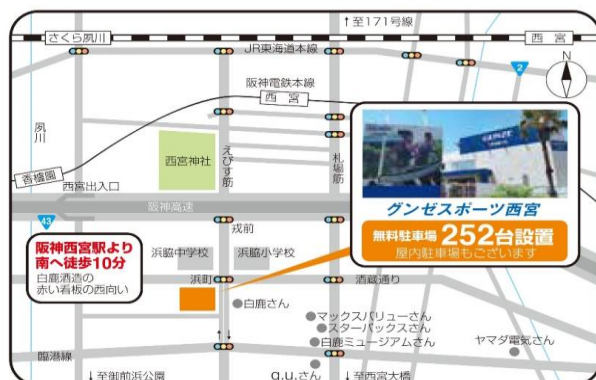 ↑至171号線
さくら夙川
西宮
JR東海道本線
2
N
阪神電鉄本線
西宮
夙川
西宮神社
えびす筋
札場筋
香櫨園
西宮出入口
阪神高速
43
グンゼスポーツ西宮
無料駐車場252台設置
屋内駐車場もございます
戎前
阪神西宮駅より
南へ徒歩10分
白鹿酒造の
赤い看板の西向い
浜脇中学校
浜脇小学校
浜町
酒蔵通り
白鹿さん
マックスバリューさん
スターバックスさん
白鹿ミュージアムさん
ヤマダ電気さん
↑↓
臨港線
↓至御前浜公園
g.u.さん
↓至西宮大橋